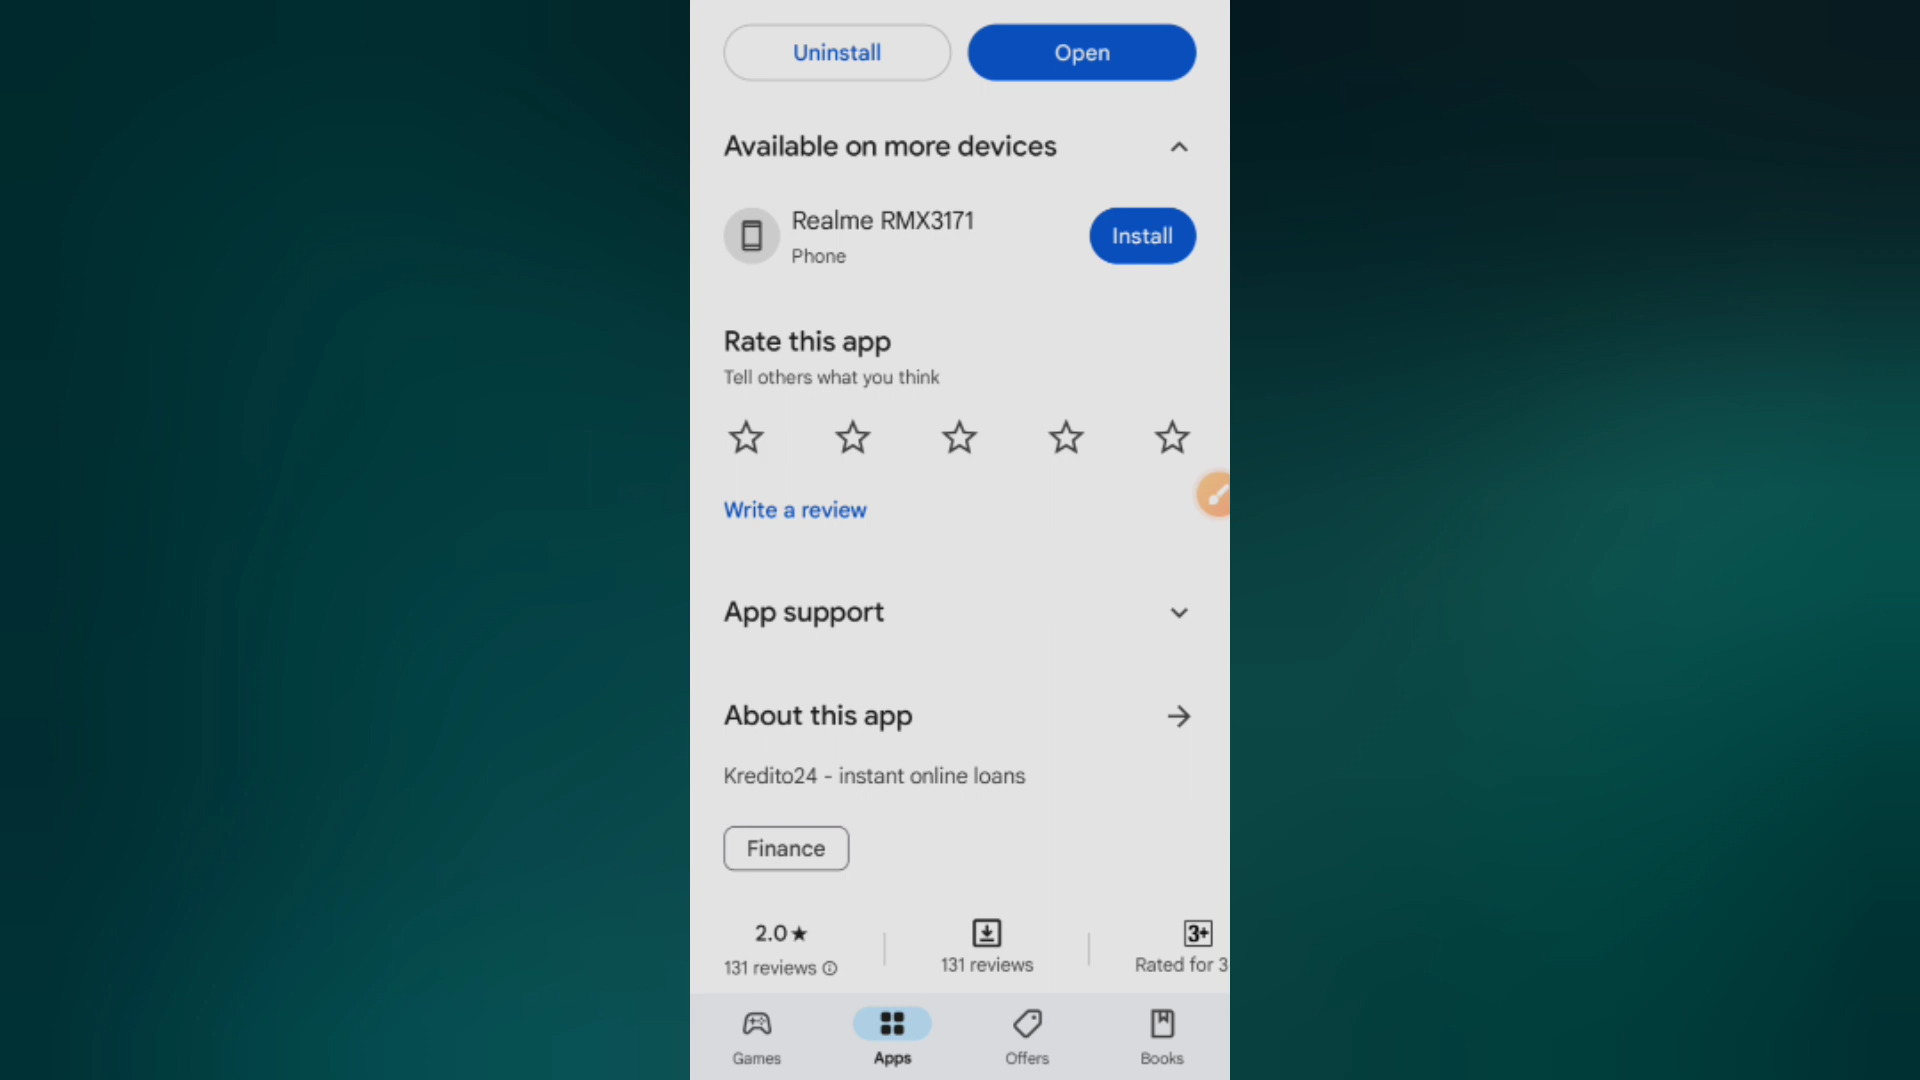 Uninstall
Open
Available on more devices
Realme RMX3171
Phone
Install
Rate this app
Tell others what you think
Write a review
App support
About this app
Kredito24 - instant online loans
Finance
2.0★
131 reviews
131 reviews
3+
Rated for 3
Games
Apps
Offers
Books